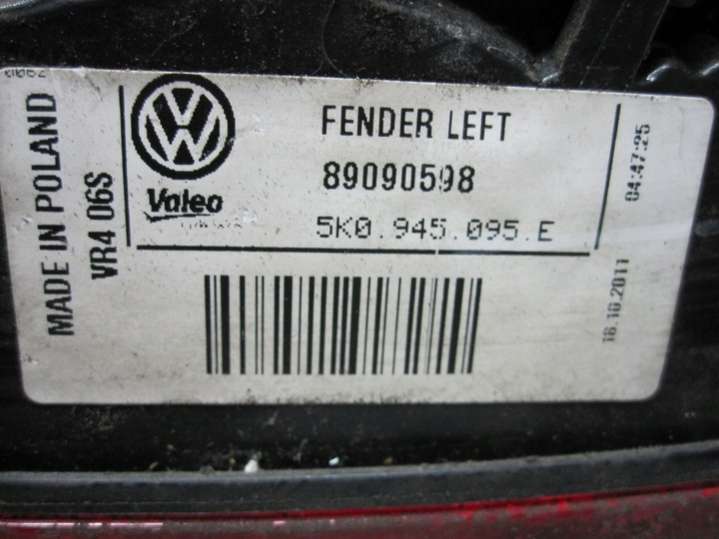 MADE IN POLAND
VR4 06S
Valeo
FENDER LEFT
89090598
5K0.945.095.E
04:47:25
18.10.2011